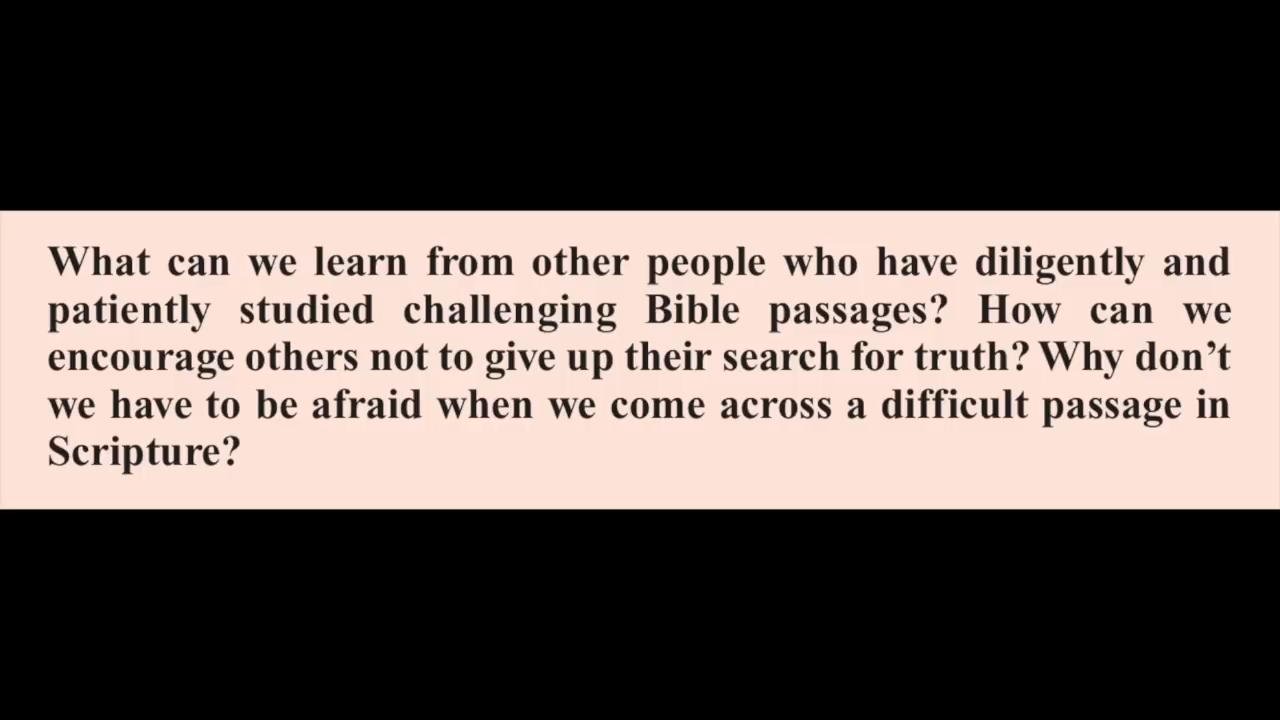 What can we learn from other people who have diligently and
patiently studied challenging Bible passages? How can we
encourage others not to give up their search for truth? Why don’t
we have to be afraid when we come across a difficult passage in
Scripture?